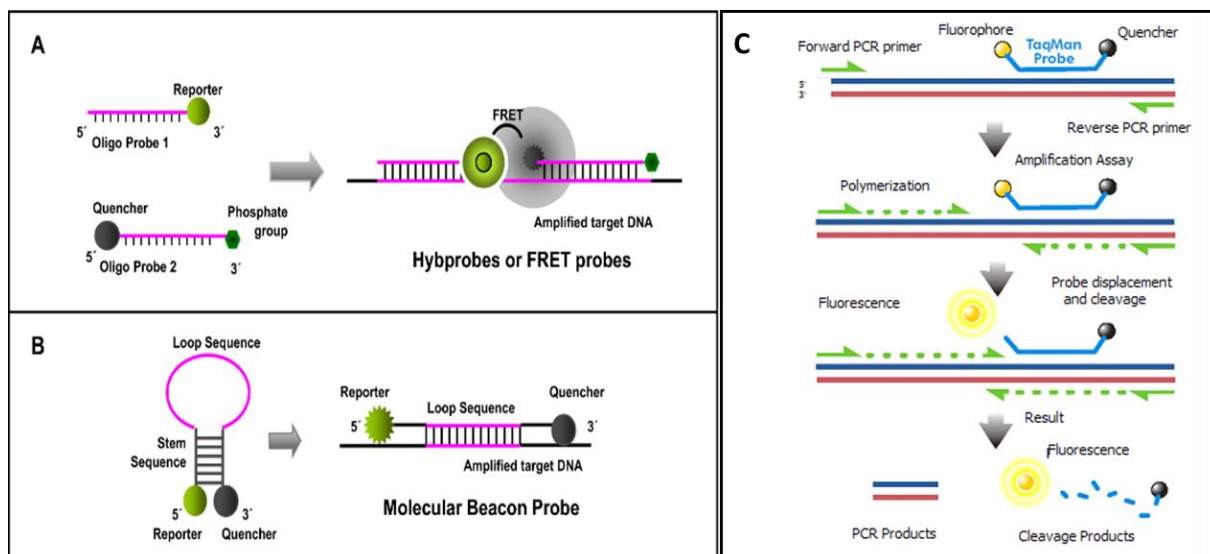 A
Reporter
5´ 3´
Oligo Probe 1
Quencher
Phosphate
group
5´ 3´
Oligo Probe 2
FRET
Amplified target DNA
Hybprobes or FRET probes
B
Loop Sequence
Stem
Sequence
5´ 3´
Reporter Quencher
Reporter
Quencher
5´ Loop Sequence 3´
Amplified target DNA
Molecular Beacon Probe
C
Fluorophore
Quencher
TaqMan
Probe
Forward PCR primer
5'
3'
Reverse PCR primer
Amplification Assay
Polymerization
Probe displacement
and cleavage
Fluorescence
Result
Fluorescence
PCR Products
Cleavage Products